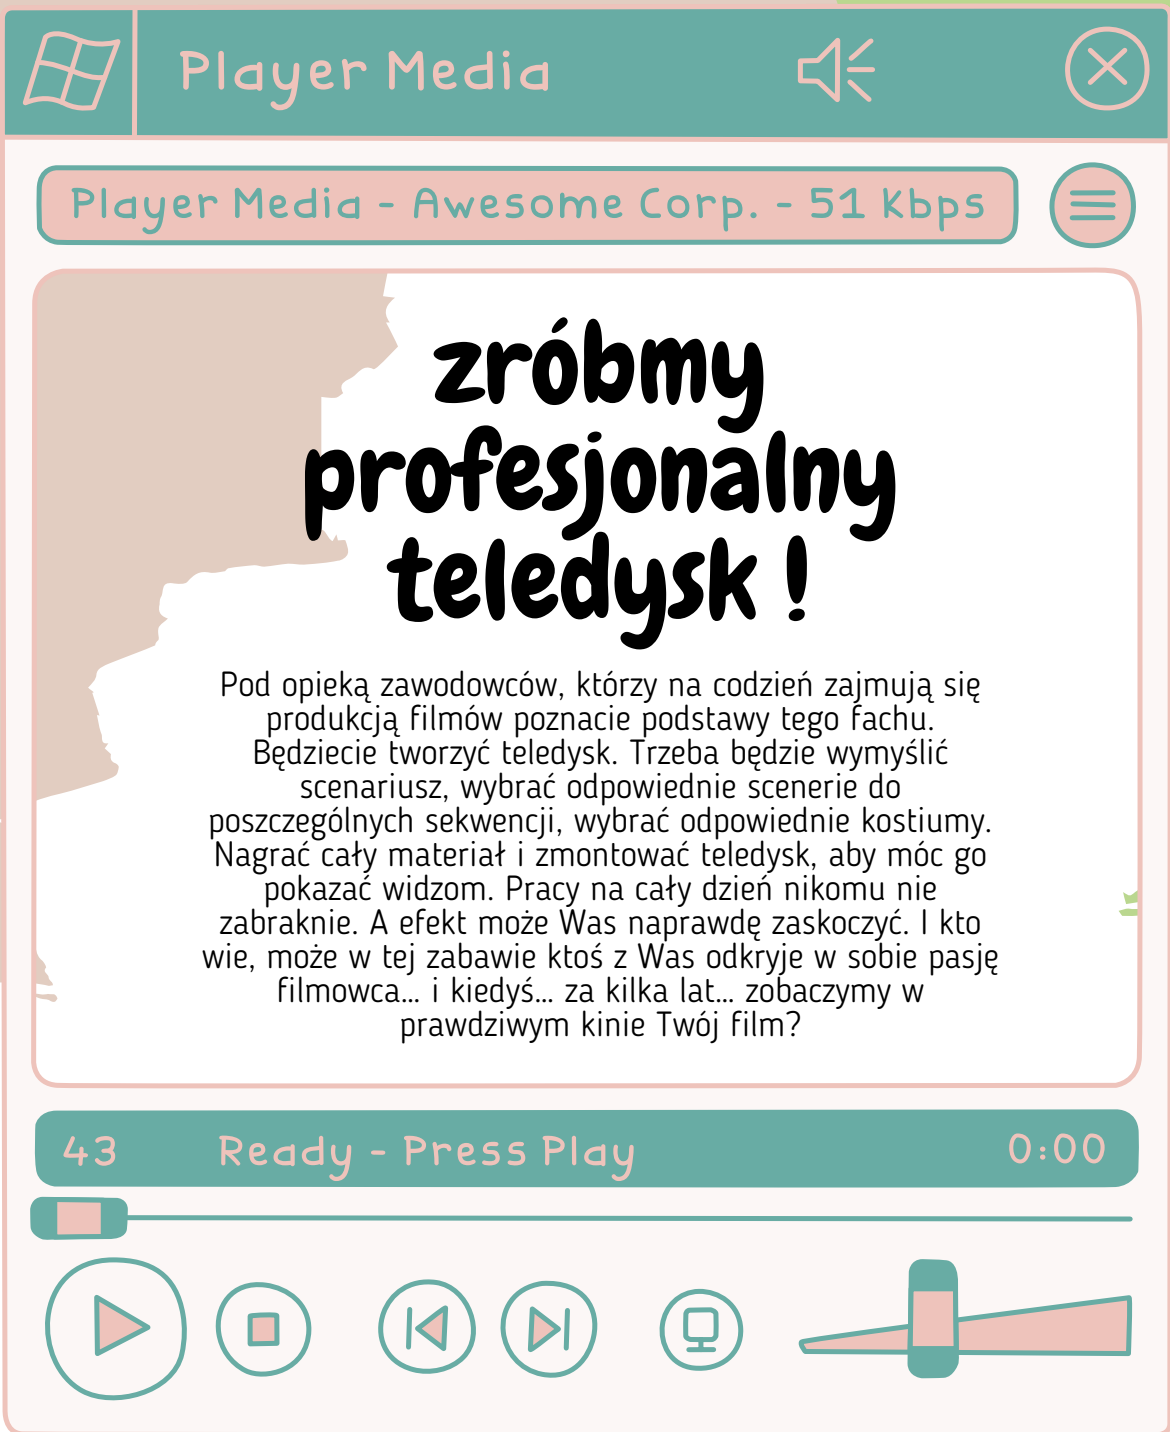 Player Media
Player Media - Awesome Corp. - 51 Kbps
zróbmy
profesjonalny
teledysk !
Pod opieką zawodowców, którzy na codzień zajmują się
produkcją filmów poznacie podstawy tego fachu.
Będziecie tworzyć teledysk. Trzeba będzie wymyślić
scenariusz, wybrać odpowiednie scenerie do
poszczególnych sekwencji, wybrać odpowiednie kostiumy.
Nagrać cały materiał i zmontować teledysk, aby móc go
pokazać widzom. Pracy na cały dzień nikomu nie
zabraknie. A efekt może Was naprawdę zaskoczyć. I kto
wie, może w tej zabawie ktoś z Was odkryje w sobie pasję
filmowca... i kiedyś... za kilka lat... zobaczymy w
prawdziwym kinie Twój film?
43 Ready - Press Play 0:00